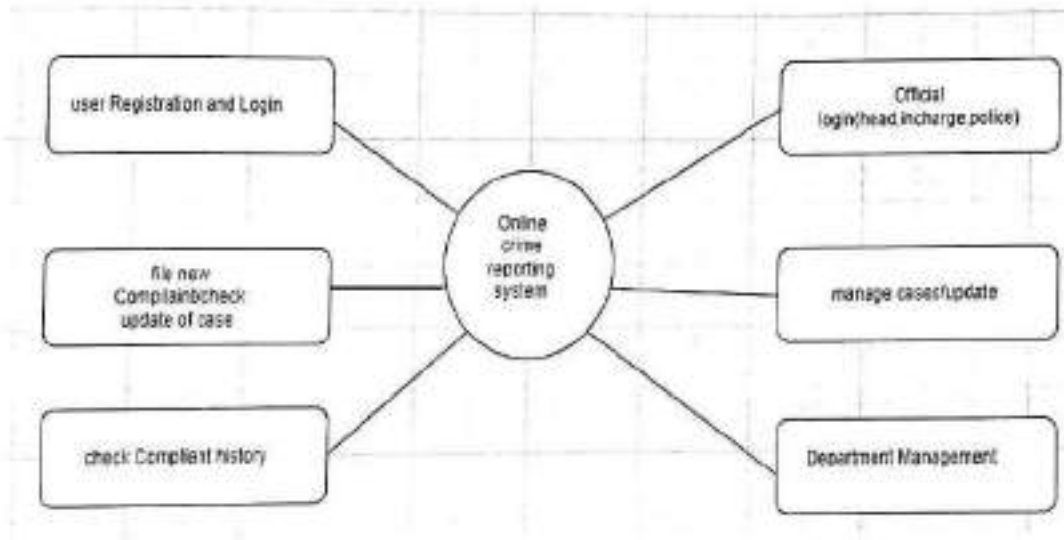 user Registration and Login
Official
login(head,incharge,police)
Online
crime
reporting
system
file new
Complaint/check
update of case
manage cases/update
check Compliant history
Department Management